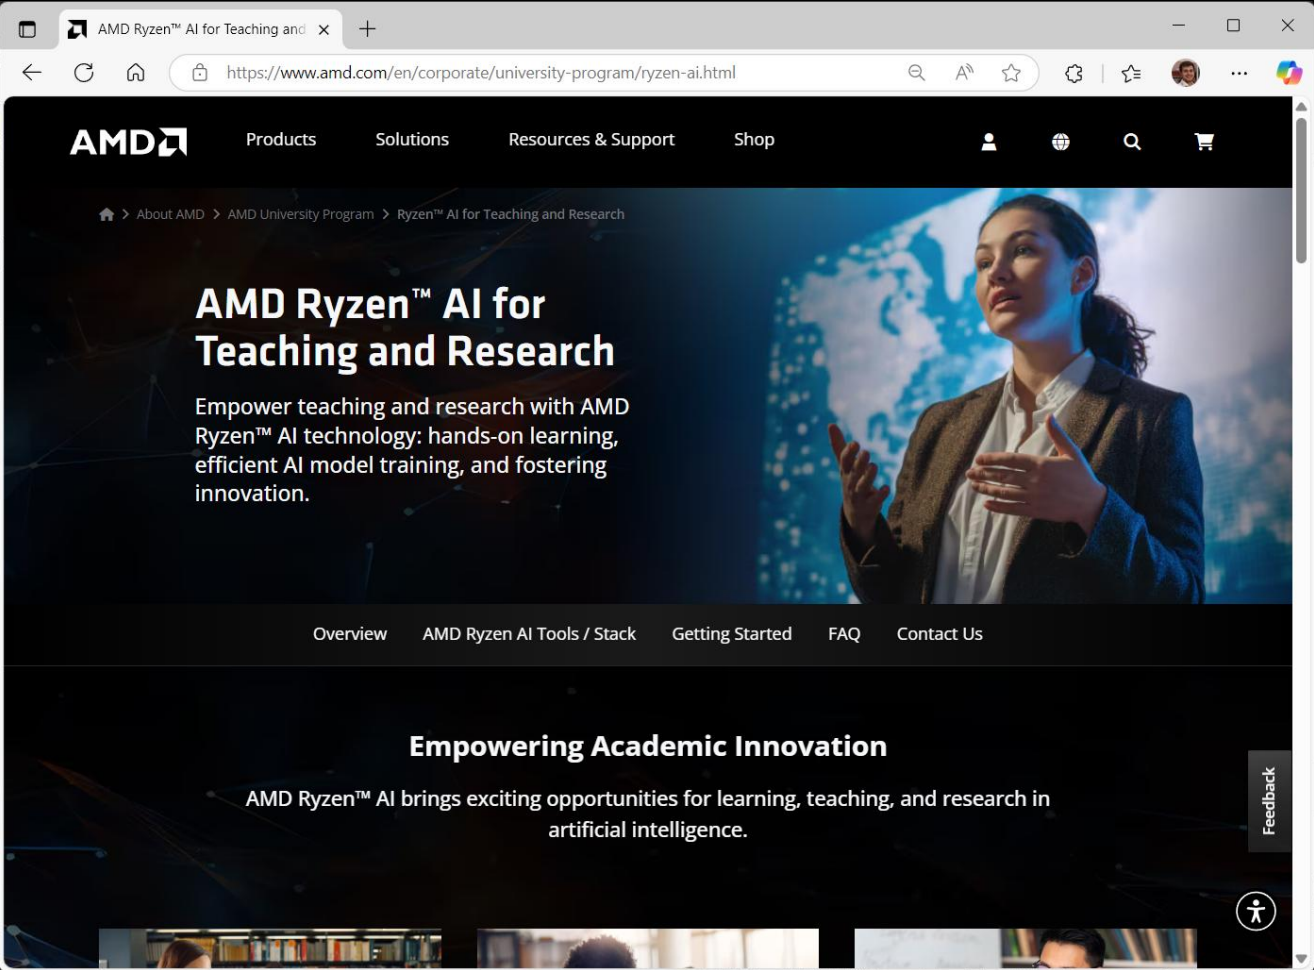 AMD Ryzen™ AI for Teaching and
https://www.amd.com/en/corporate/university-program/ryzen-ai.html
AMD
Products Solutions Resources & Support Shop
About AMD > AMD University Program > Ryzen™ AI for Teaching and Research
AMD Ryzen™ AI for
Teaching and Research
Empower teaching and research with AMD
Ryzen™ AI technology: hands-on learning,
efficient AI model training, and fostering
innovation.
Overview AMD Ryzen AI Tools / Stack Getting Started FAQ Contact Us
Empowering Academic Innovation
AMD Ryzen™ AI brings exciting opportunities for learning, teaching, and research in
artificial intelligence.
Feedback